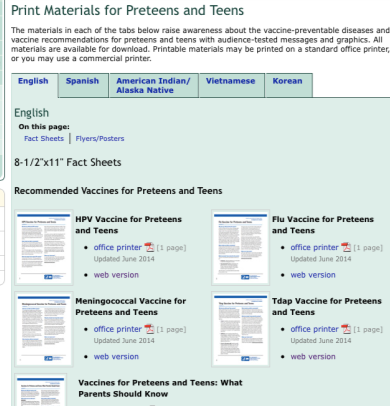 Print Materials for Preteens and Teens
The materials in each of the tabs below raise awareness about the vaccine-preventable diseases and
vaccine recommendations for preteens and teens with audience-tested messages and graphics. All
materials are available for download. Printable materials may be printed on a standard office printer,
or you may use a commercial printer.
English Spanish American Indian/ Vietnamese Korean
Alaska Native
English
On this page:
Fact Sheets | Flyers/Posters
8-1/2"x11" Fact Sheets
Recommended Vaccines for Preteens and Teens
HPV Vaccine for Preteens
and Teens
• office printer [1 page]
Updated June 2014
• web version
Flu Vaccine for Preteens
and Teens
• office printer [1 page]
Updated June 2014
• web version
Meningococcal Vaccine for
Preteens and Teens
• office printer [1 page]
Updated June 2014
• web version
Tdap Vaccine for Preteens
and Teens
• office printer [1 page]
Updated June 2014
• web version
Vaccines for Preteens and Teens: What
Parents Should Know